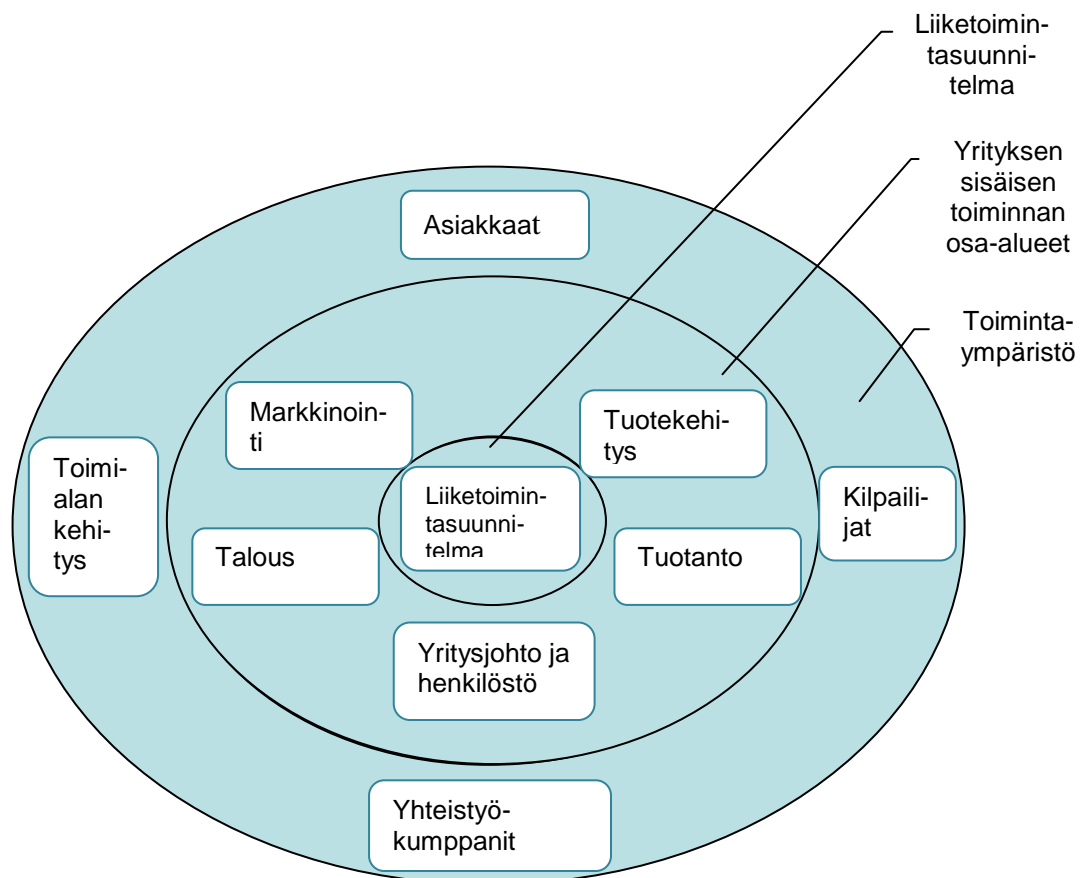 Liiketoimin-
tasuunni-
telma
Yrityksen
sisäisen
toiminnan
osa-alueet
Toiminta-
ympäristö
Asiakkaat
Markkinoin-
ti
Tuotekehi-
tys
Toimi-
alan
kehi-
tys
Liiketoimin-
tasuunni-
telma
Kilpaili-
jat
Talous
Tuotanto
Yritysjohto ja
henkilöstö
Yhteistyö-
kumppanit